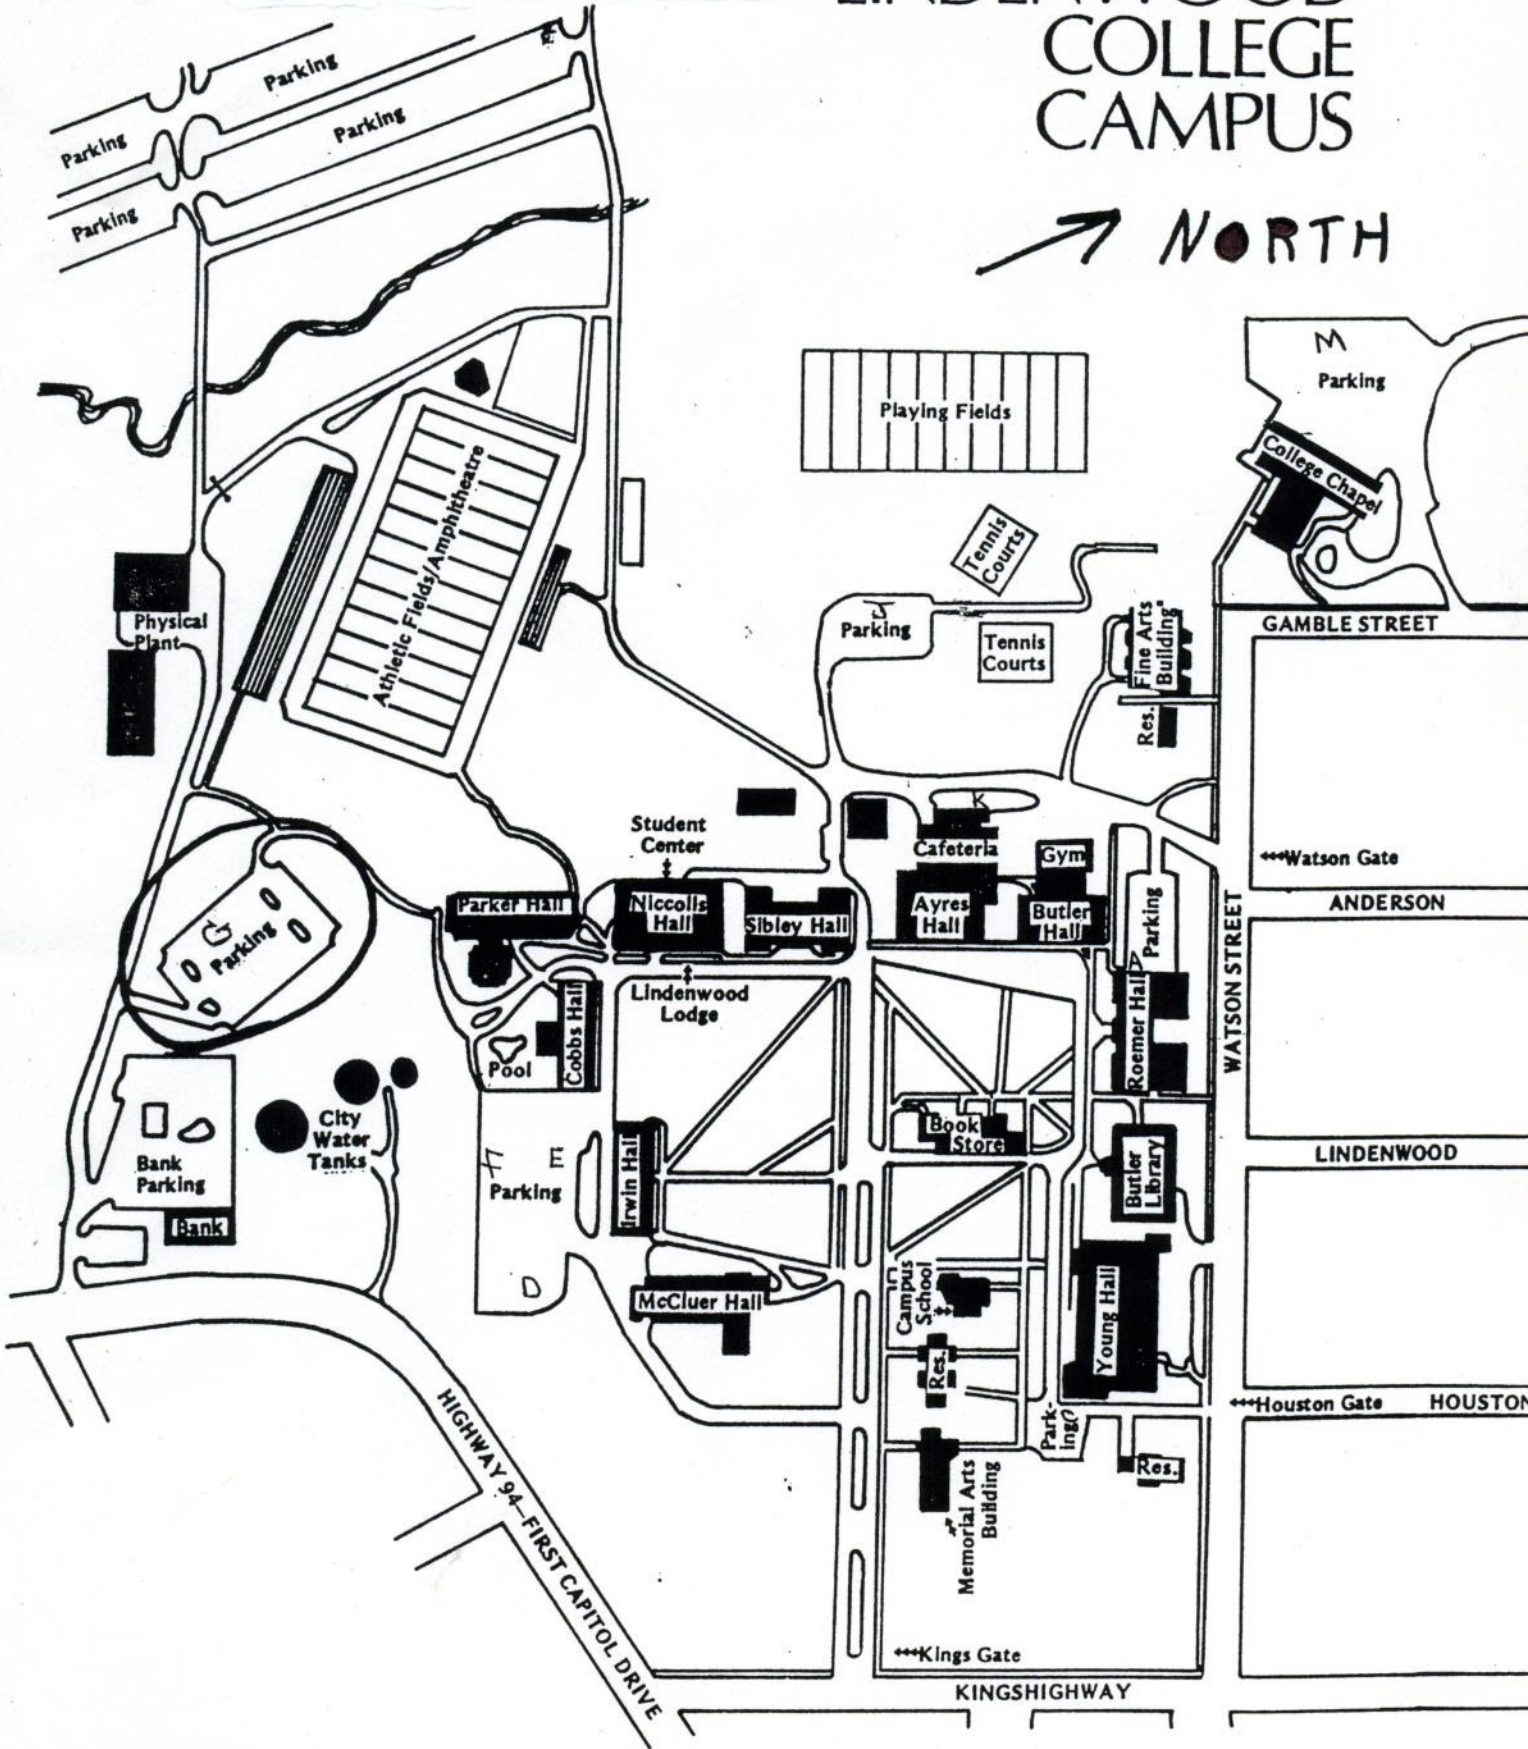 LINDENWOOD
COLLEGE
CAMPUS
NORTH
Parking
Parking
Parking
Parking
M
Parking
Playing Fields
College Chapel
Athletic Fields/Amphitheatre
Tennis
Courts
J
Parking
Tennis
Courts
Fine Arts
Building
Res.
GAMBLE STREET
Physical
Plant
Student
Center
K
Cafeteria
Gym
Watson Gate
Parker Hall
Niccolls
Hall
Sibley Hall
Ayres
Hall
Butler
Hall
Parking
A
ANDERSON
WATSON STREET
G
Parking
Lindenwood
Lodge
Cobbs Hall
Pool
Roemer Hall
City
Water
Tanks
Book
Store
Butler
Library
LINDENWOOD
Bank
Parking
Bank
H
E
Parking
D
Irwin Hall
McCluer Hall
Campus
School
Res.
Young Hall
Houston Gate
HOUSTON
Park-
ing
Res.
Memorial Arts
Building
HIGHWAY 94—FIRST CAPITOL DRIVE
Kings Gate
KINGSHIGHWAY